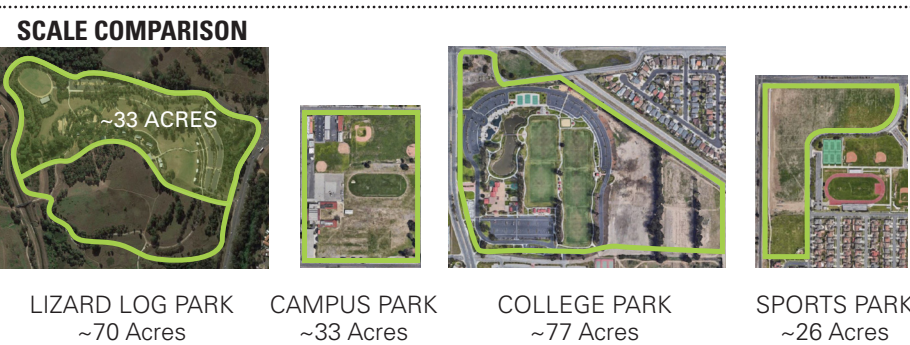 SCALE COMPARISON
~33 ACRES
LIZARD LOG PARK
~70 Acres
CAMPUS PARK
~33 Acres
COLLEGE PARK
~77 Acres
SPORTS PARK
~26 Acres